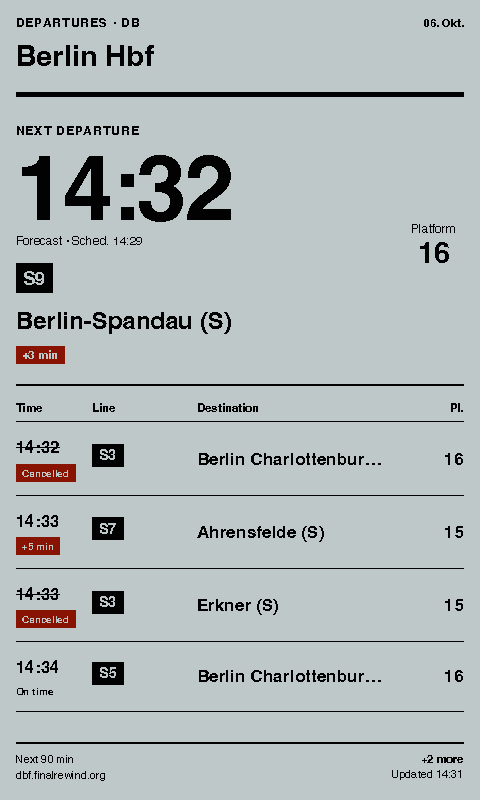 DEPARTURES · DB
06. Okt.
Berlin Hbf
NEXT DEPARTURE
14:32
Forecast · Sched. 14:29
Platform
16
S9
Berlin-Spandau (S)
+3 min
Time Line Destination Pl.
14:32 S3 Berlin Charlottenbur... 16
Cancelled
14:33 S7 Ahrensfelde (S) 15
+5 min
14:33 S3 Erkner (S) 15
Cancelled
14:34 S5 Berlin Charlottenbur... 16
On time
Next 90 min +2 more
dbf.finalrewind.org Updated 14:31